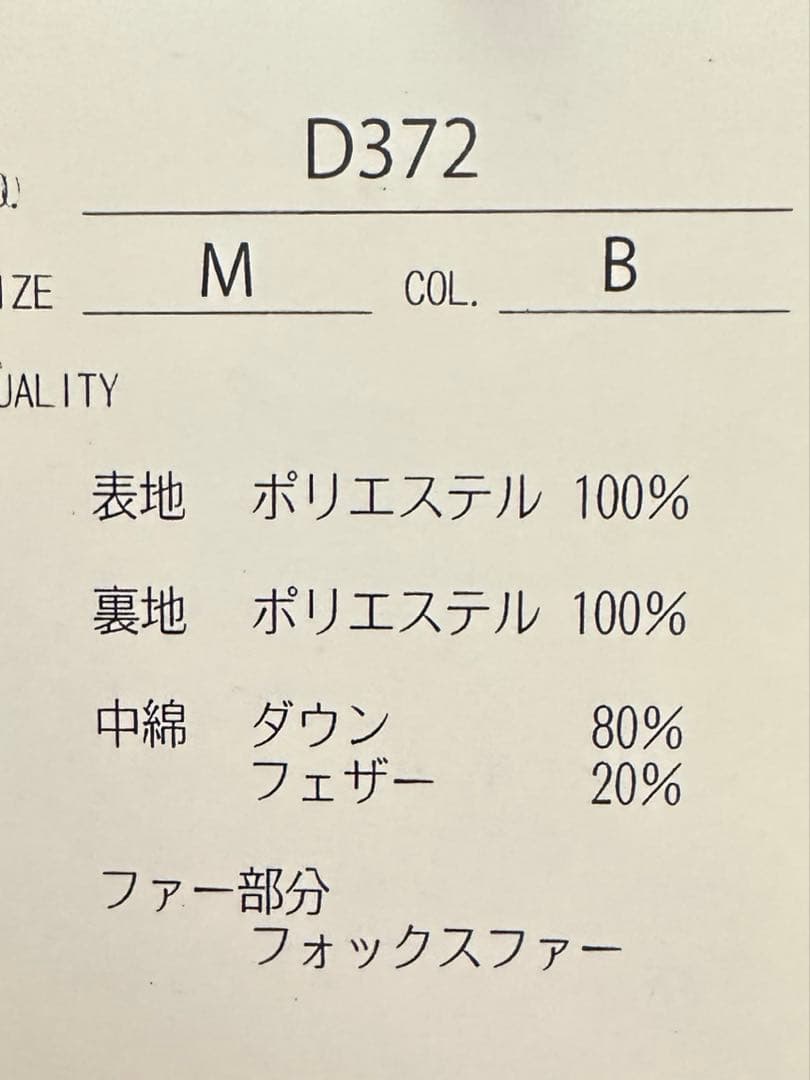 D372
SIZE M COL. B
QUALITY
表地 ポリエステル 100%
裏地 ポリエステル 100%
中綿 ダウン 80%
フェザー 20%
ファー部分
フォックスファー